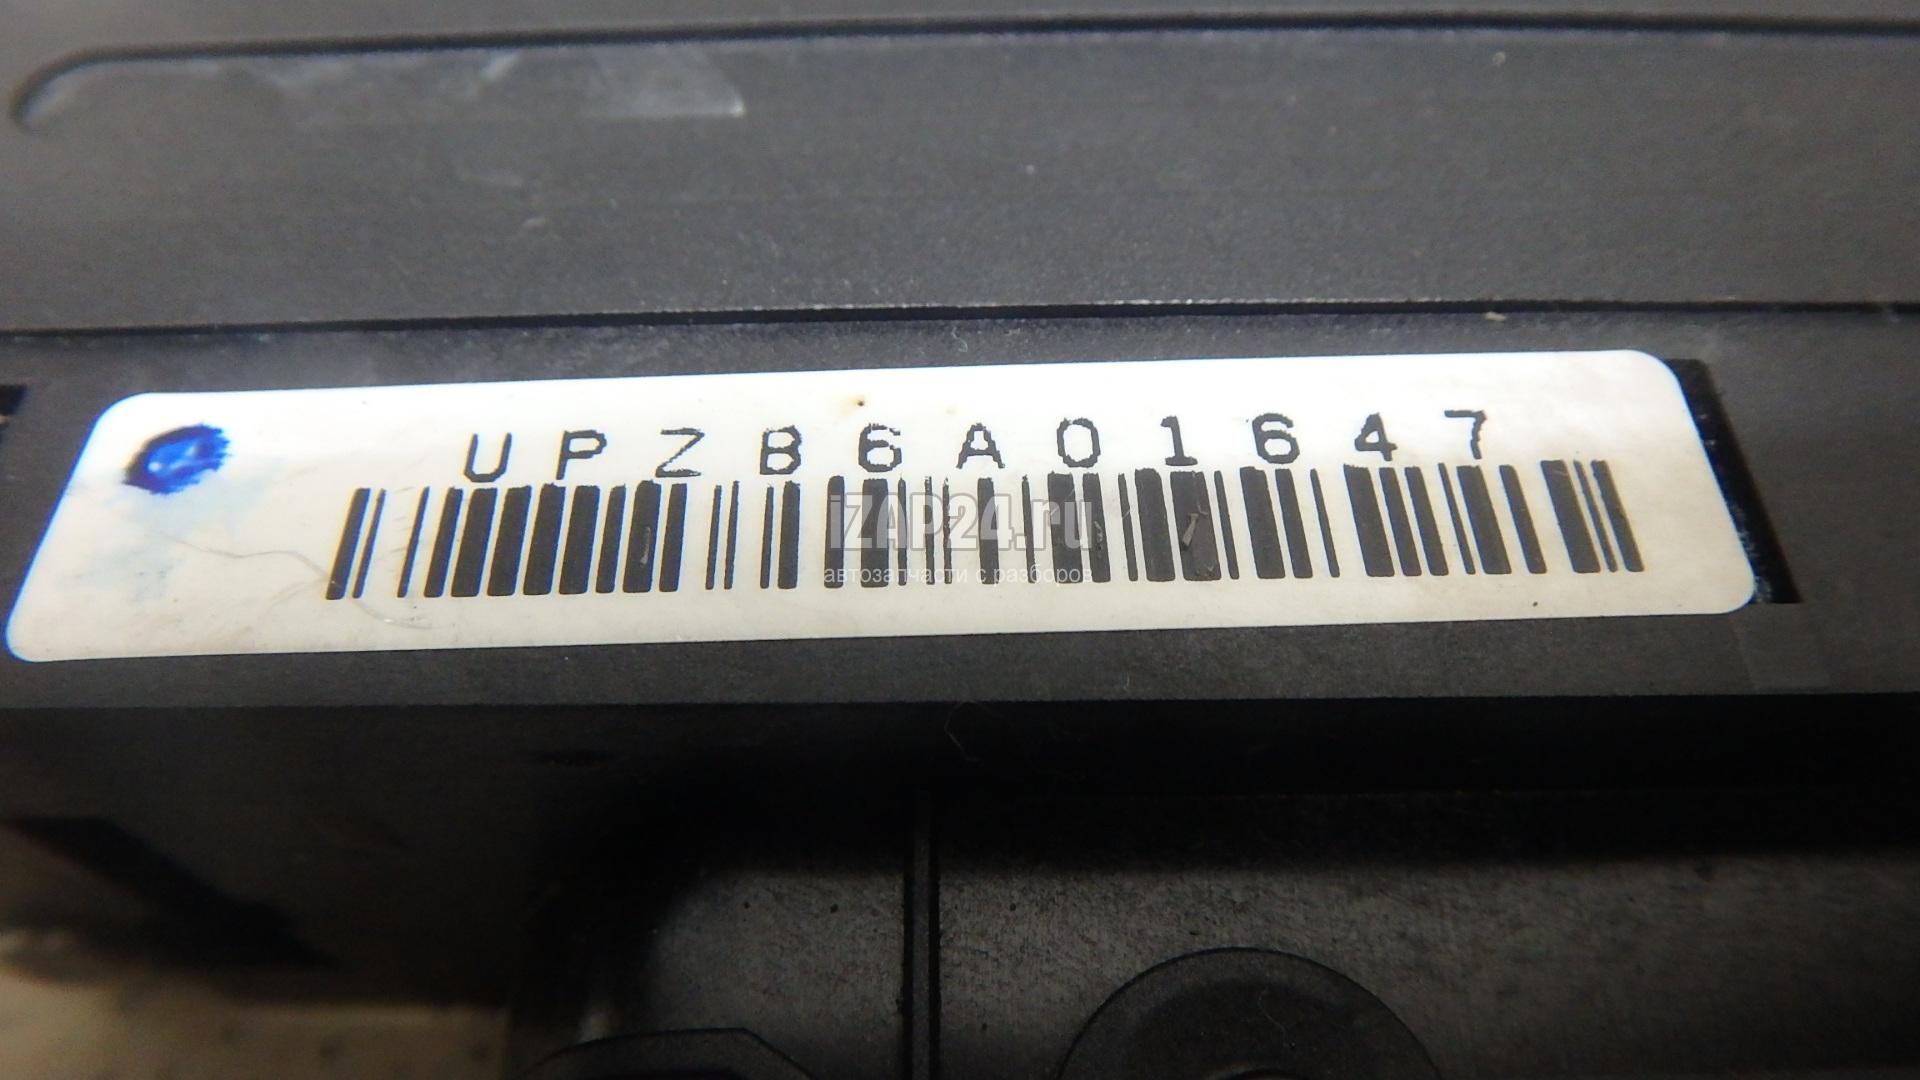 UPZB6A01647
iZAP24.ru
автозапчасти с разборов